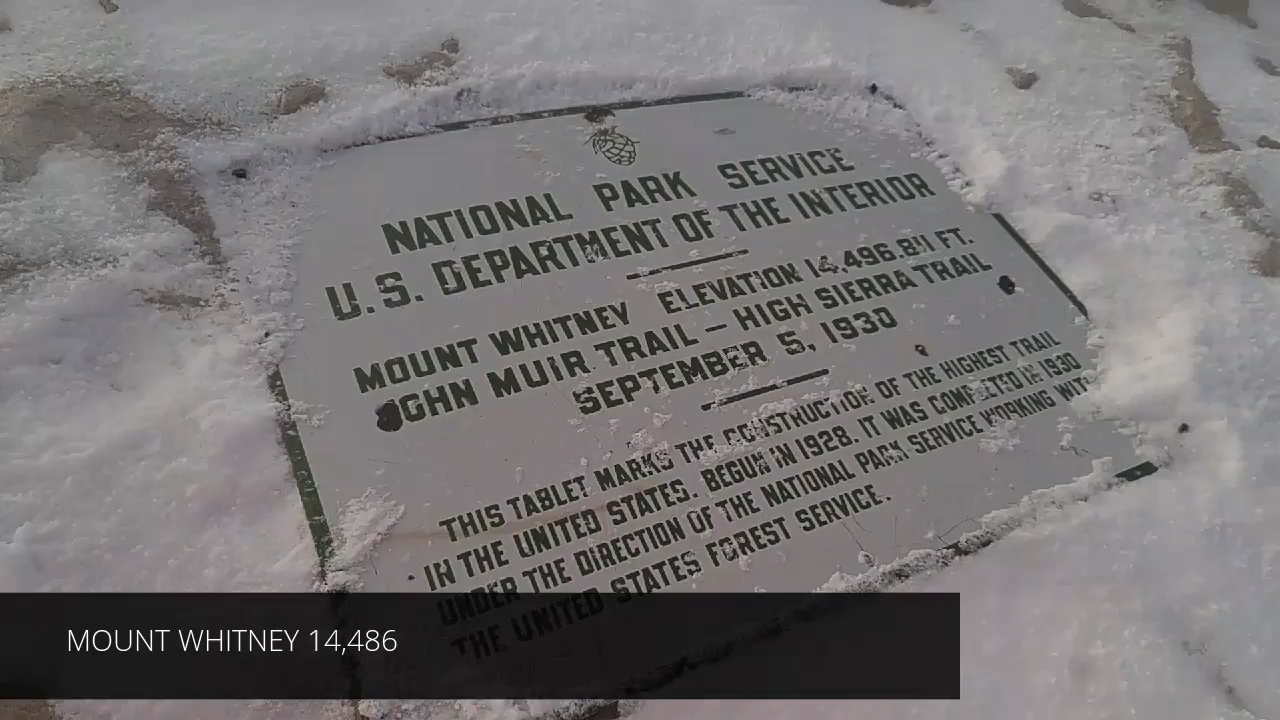 NATIONAL PARK SERVICE
U.S. DEPARTMENT OF THE INTERIOR
MOUNT WHITNEY ELEVATION 14,496.811 FT.
JOHN MUIR TRAIL – HIGH SIERRA TRAIL
SEPTEMBER 5, 1930
THIS TABLET MARKS THE CONSTRUCTION OF THE HIGHEST TRAIL
IN THE UNITED STATES. BEGUN IN 1928. IT WAS COMPLETED IN 1930
UNDER THE DIRECTION OF THE NATIONAL PARK SERVICE WORKING WITH
THE UNITED STATES FOREST SERVICE.
MOUNT WHITNEY 14,486